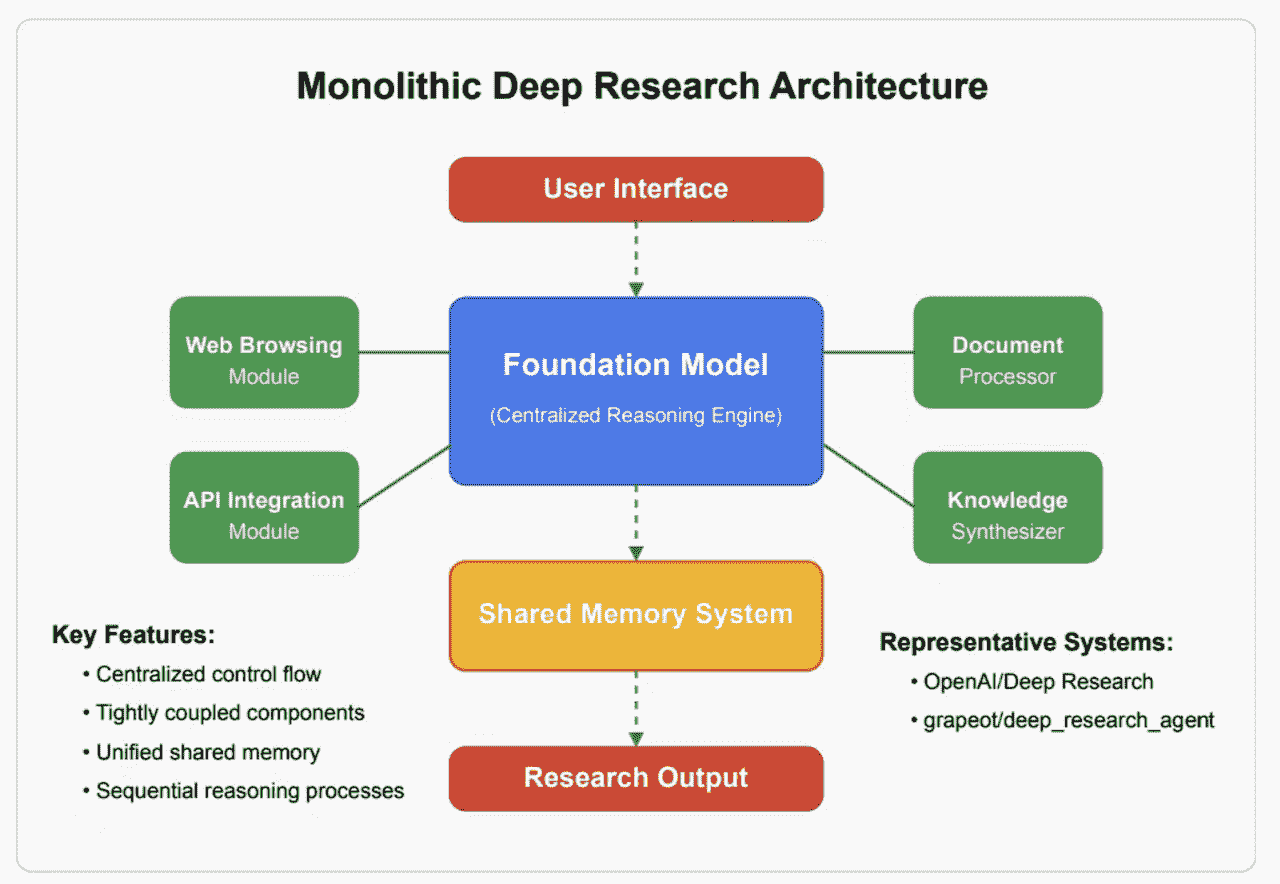 Monolithic Deep Research Architecture
User Interface
Web Browsing
Module
Foundation Model
(Centralized Reasoning Engine)
Document
Processor
API Integration
Module
Knowledge
Synthesizer
Shared Memory System
Key Features:
• Centralized control flow
• Tightly coupled components
• Unified shared memory
• Sequential reasoning processes
Representative Systems:
• OpenAI/Deep Research
• grapeot/deep_research_agent
Research Output